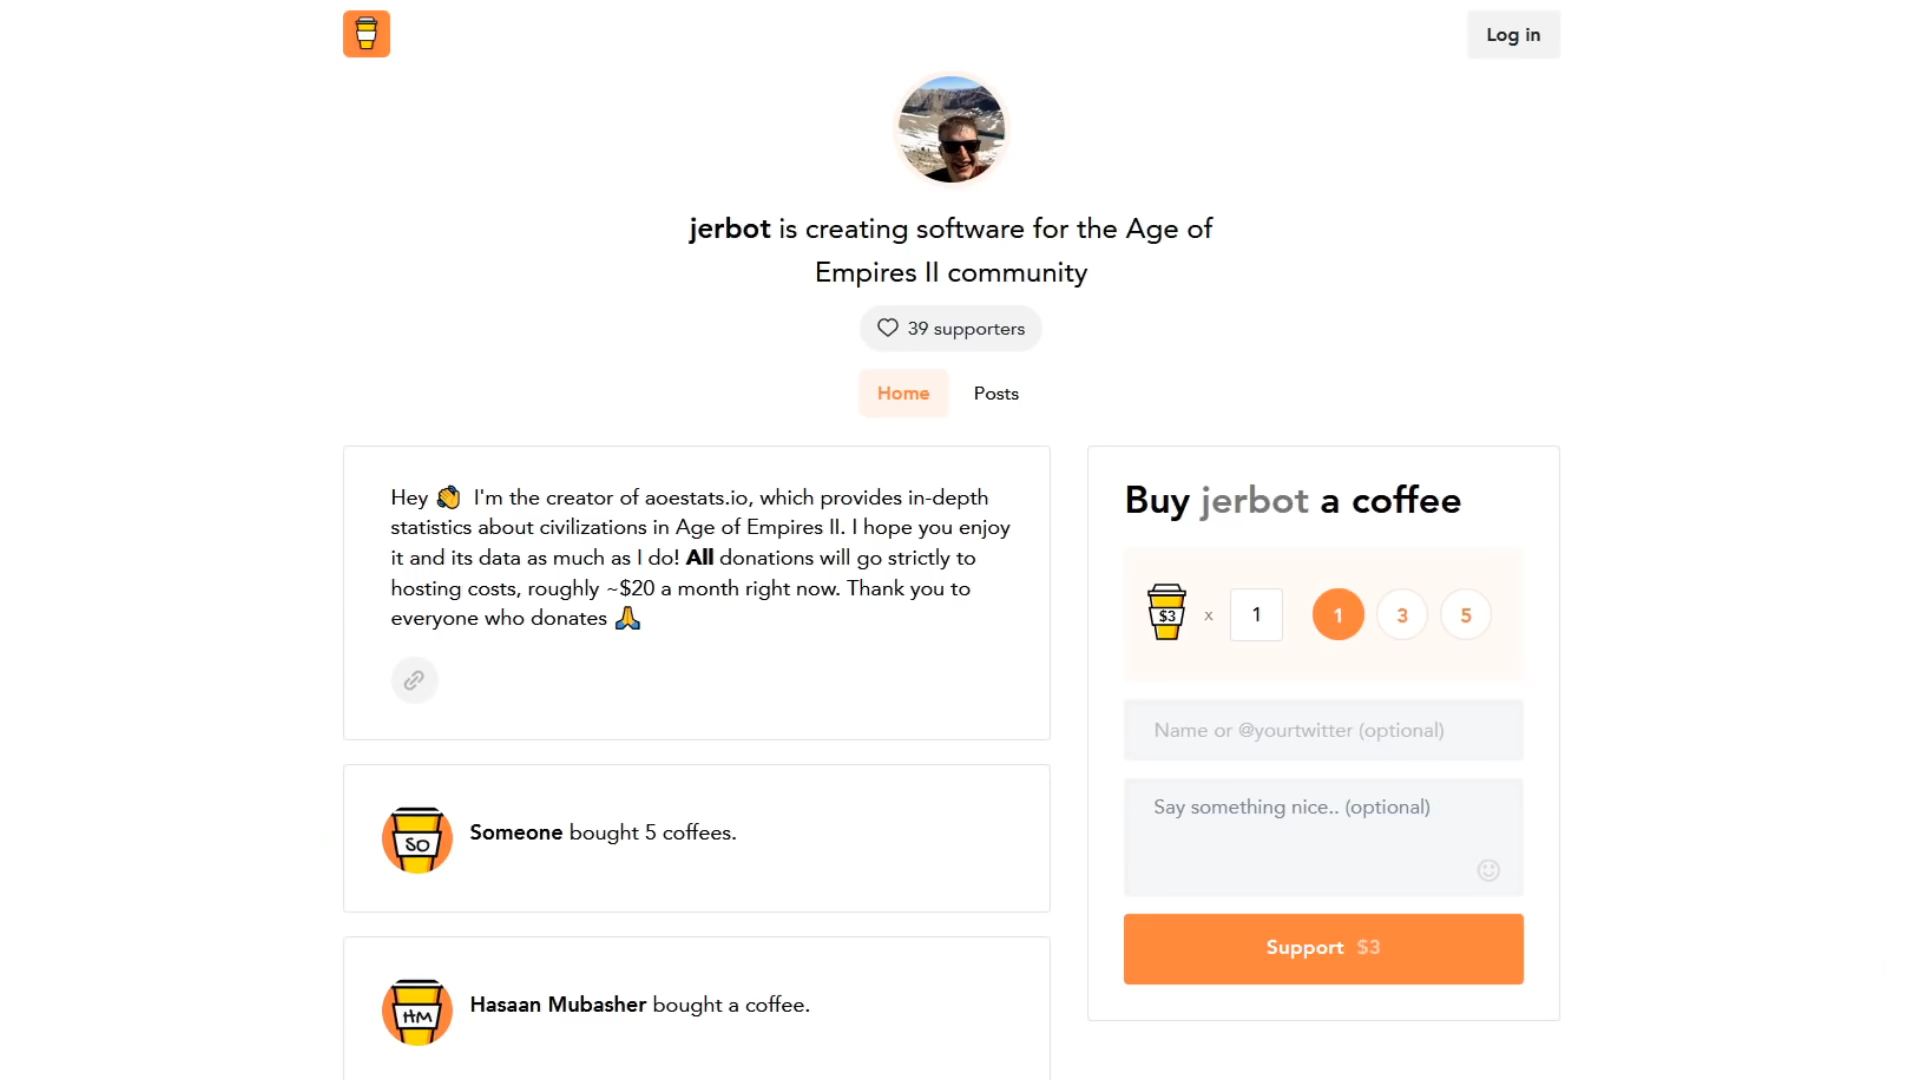 Log in
jerbot is creating software for the Age of
Empires II community
39 supporters
Home
Posts
Hey 👏 I'm the creator of aoestats.io, which provides in-depth
statistics about civilizations in Age of Empires II. I hope you enjoy
it and its data as much as I do! All donations will go strictly to
hosting costs, roughly ~$20 a month right now. Thank you to
everyone who donates 🙏
SO
Someone bought 5 coffees.
HM
Hasaan Mubasher bought a coffee.
Buy jerbot a coffee
$3 x 1 1 3 5
Name or @yourtwitter (optional)
Say something nice.. (optional)
Support $3